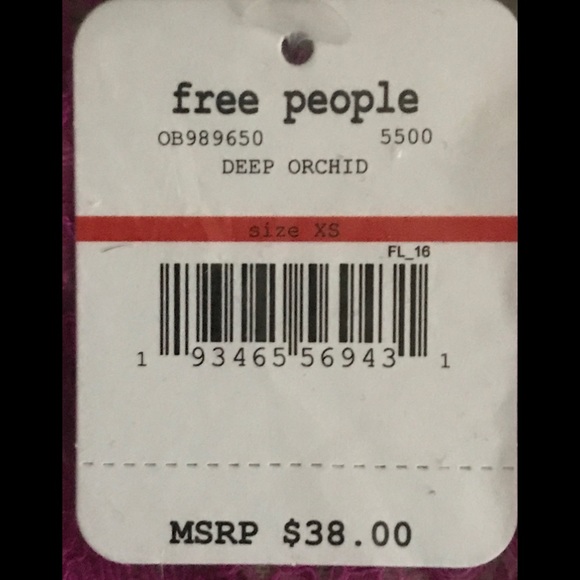 free people
OB989650 5500
DEEP ORCHID
size XS
FL_16
1 93465 56943 1
MSRP $38.00